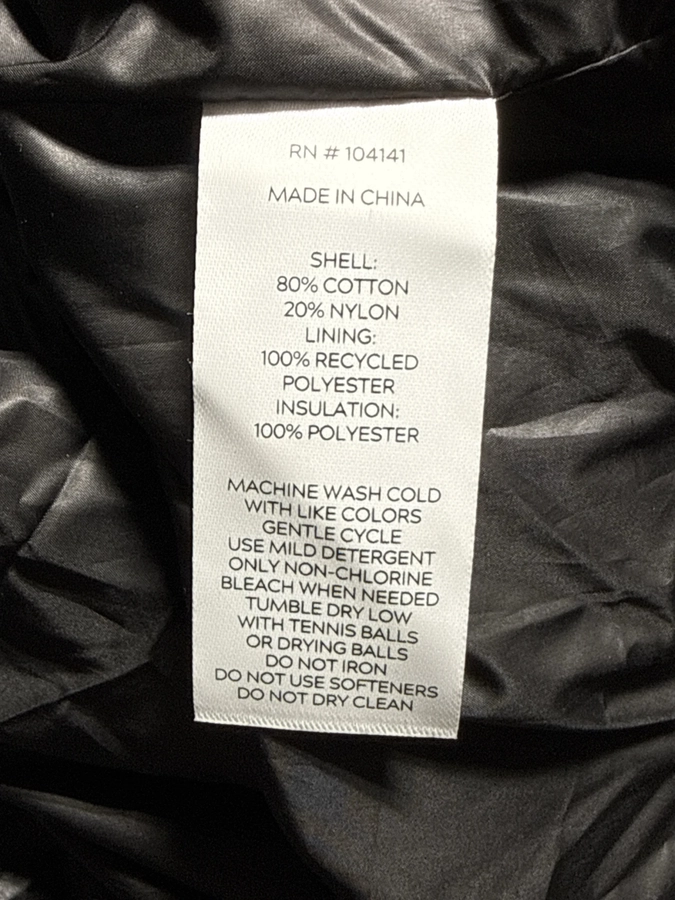 RN # 104141
MADE IN CHINA
SHELL:
80% COTTON
20% NYLON
LINING:
100% RECYCLED
POLYESTER
INSULATION:
100% POLYESTER
MACHINE WASH COLD
WITH LIKE COLORS
GENTLE CYCLE
USE MILD DETERGENT
ONLY NON-CHLORINE
BLEACH WHEN NEEDED
TUMBLE DRY LOW
WITH TENNIS BALLS
OR DRYING BALLS
DO NOT IRON
DO NOT USE SOFTENERS
DO NOT DRY CLEAN